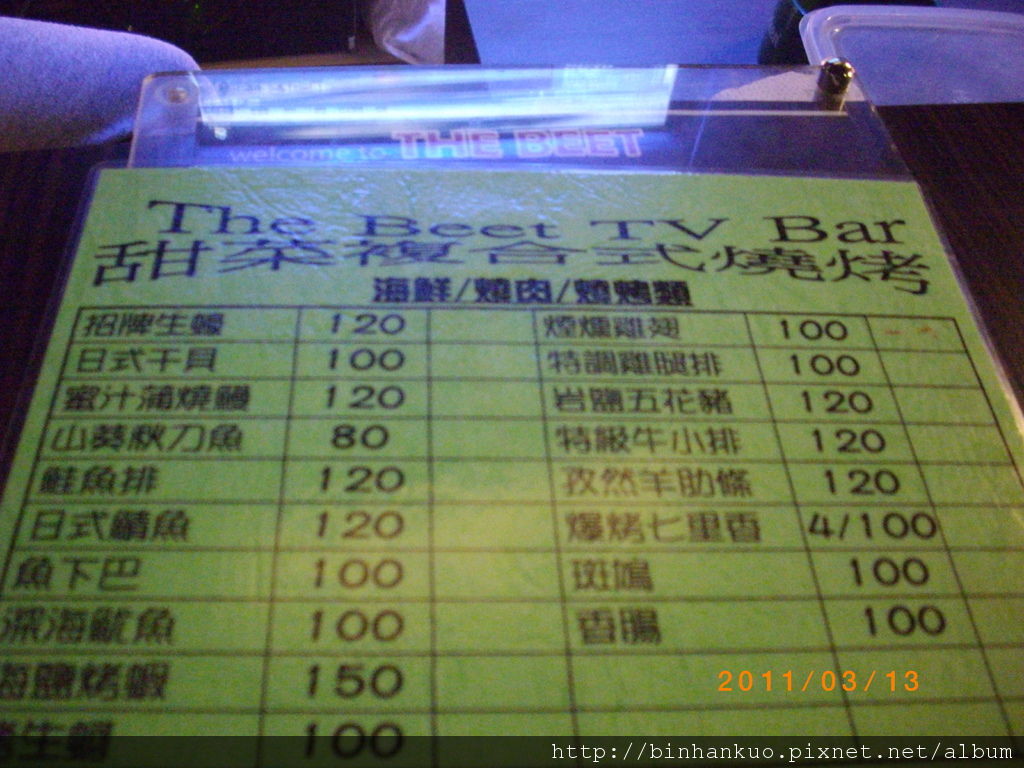 welcome to THE BEET
The Beet TV Bar
甜菜複合式燒烤
海鮮/燒肉/燒烤類
招牌生蠔 120 煙燻雞翅 100
日式干貝 100 特調雞腿排 100
蜜汁蒲燒鰻 120 岩鹽五花豬 120
山葵秋刀魚 80 特級牛小排 120
鮭魚排 120 孜然羊肋條 120
日式鯖魚 120 爆烤七里香 4/100
魚下巴 100 斑鳩 100
深海魷魚 100 香腸 100
海鹽烤蝦 150
生蠣 100
2011/03/13
http://binhankuo.pixnet.net/album